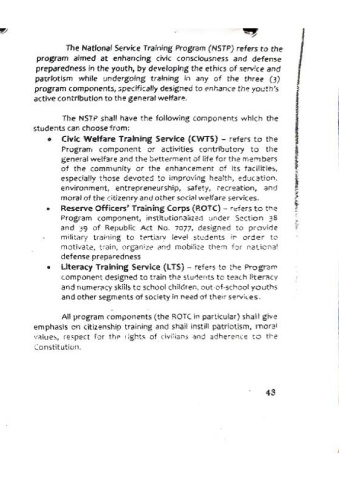 The National Service Training Program (NSTP) refers to the
program aimed at enhancing civic consciousness and defense
preparedness in the youth, by developing the ethics of service and
patriotism while undergoing training in any of the three (3)
program components, specifically designed to enhance the youth's
active contribution to the general welfare.
The NSTP shall have the following components which the
students can choose from:
• Civic Welfare Training Service (CWTS) – refers to the
Program component or activities contributory to the
general welfare and the betterment of life for the members
of the community or the enhancement of its facilities,
especially those devoted to improving health, education,
environment, entrepreneurship, safety, recreation, and
moral of the citizenry and other social welfare services.
• Reserve Officers' Training Corps (ROTC) – refers to the
Program component, institutionalized under Section 38
and 39 of Republic Act No. 7077, designed to provide
military training to tertiary level students in order to
motivate, train, organize and mobilize them for national
defense preparedness
• Literacy Training Service (LTS) – refers to the Program
component designed to train the students to teach literacy
and numeracy skills to school children, out-of-school youths
and other segments of society in need of their services.
All program components (the ROTC in particular) shall give
emphasis on citizenship training and shall instill patriotism, moral
values, respect for the rights of civilians and adherence to the
Constitution.
43